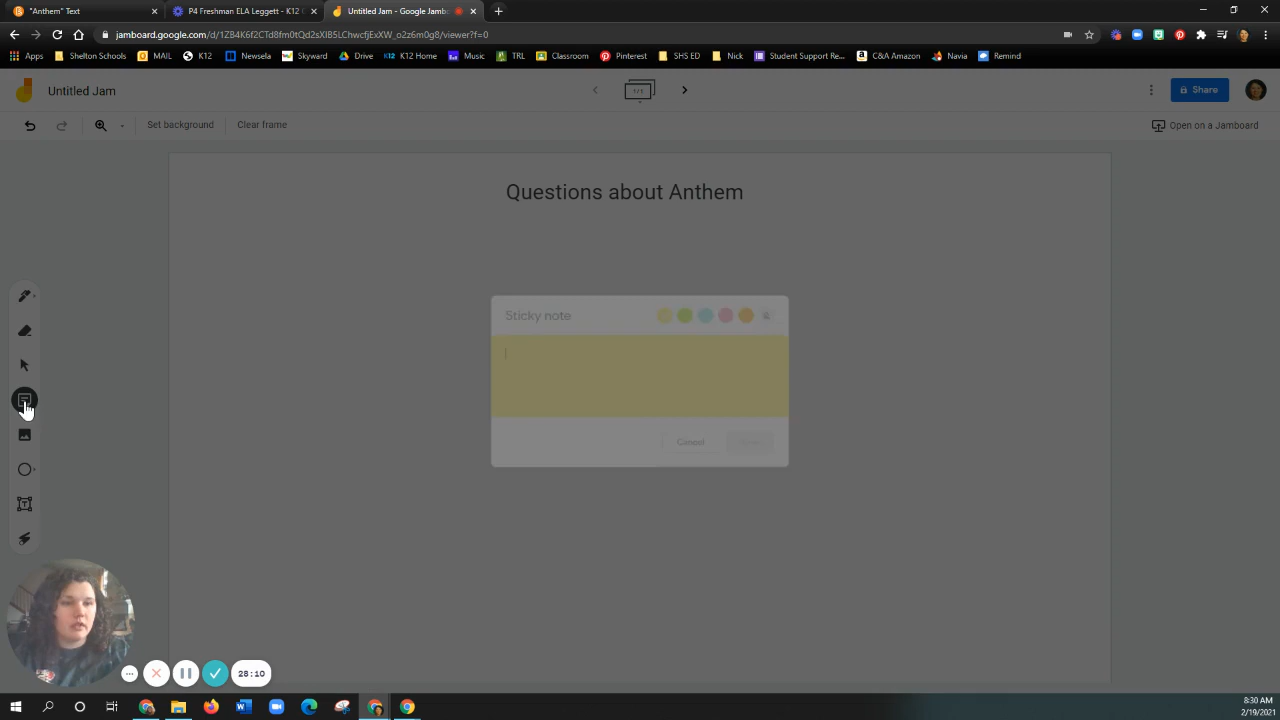 "Anthem" Text
P4 Freshman ELA Leggett - K12
Untitled Jam - Google Jamb
jamboard.google.com/d/1ZB4K6f2CTd8fm0tQd2sXIB5LChwcfjExXW_o2z6m0g8/viewer?f=0
Apps Shelton Schools MAIL K12 Newsela Skyward Drive K12 Home Music TRL Classroom Pinterest SHS ED Nick Student Support Re... C&A Amazon Navia Remind
Untitled Jam
1/1
Share
Set background Clear frame Open on a Jamboard
Questions about Anthem
Sticky note
Cancel
28:10
8:30 AM
2/19/2021